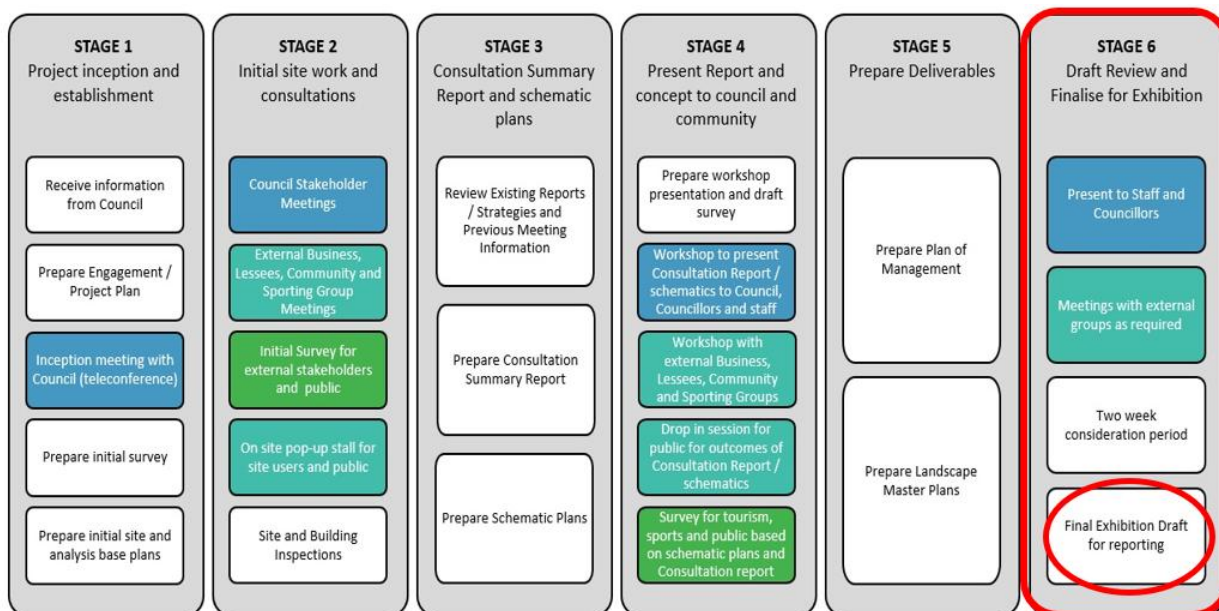 STAGE 1
Project inception and
establishment
Receive information
from Council
Prepare Engagement /
Project Plan
Inception meeting with
Council (teleconference)
Prepare initial survey
Prepare initial site and
analysis base plans
STAGE 2
Initial site work and
consultations
Council Stakeholder
Meetings
External Business,
Lessees, Community and
Sporting Group
Meetings
Initial Survey for
external stakeholders
and public
On site pop-up stall for
site users and public
Site and Building
Inspections
STAGE 3
Consultation Summary
Report and schematic
plans
Review Existing Reports
/ Strategies and
Previous Meeting
Information
Prepare Consultation
Summary Report
Prepare Schematic Plans
STAGE 4
Present Report and
concept to council and
community
Prepare workshop
presentation and draft
survey
Workshop to present
Consultation Report /
schematics to Council,
Councillors and staff
Workshop with
external Business,
Lessees, Community
and Sporting Groups
Drop in session for
public for outcomes of
Consultation Report /
schematics
Survey for tourism,
sports and public based
on schematic plans and
Consultation report
STAGE 5
Prepare Deliverables
Prepare Plan of
Management
Prepare Landscape
Master Plans
STAGE 6
Draft Review and
Finalise for Exhibition
Present to Staff and
Councillors
Meetings with external
groups as required
Two week
consideration period
Final Exhibition Draft
for reporting